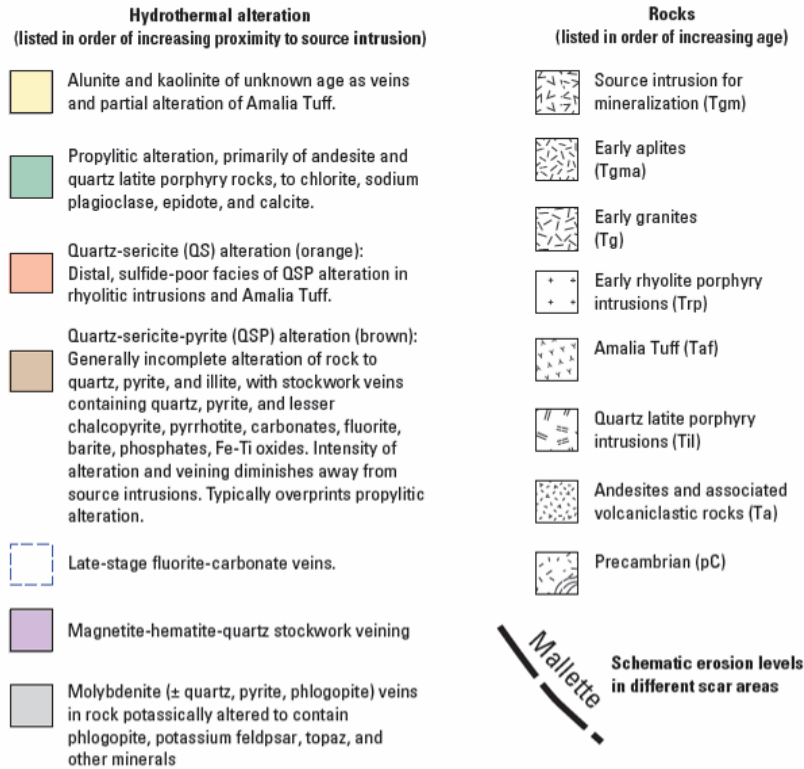 Hydrothermal alteration
(listed in order of increasing proximity to source intrusion)
Alunite and kaolinite of unknown age as veins
and partial alteration of Amalia Tuff.
Propylitic alteration, primarily of andesite and
quartz latite porphyry rocks, to chlorite, sodium
plagioclase, epidote, and calcite.
Quartz-sericite (QS) alteration (orange):
Distal, sulfide-poor facies of QSP alteration in
rhyolitic intrusions and Amalia Tuff.
Quartz-sericite-pyrite (QSP) alteration (brown):
Generally incomplete alteration of rock to
quartz, pyrite, and illite, with stockwork veins
containing quartz, pyrite, and lesser
chalcopyrite, pyrrhotite, carbonates, fluorite,
barite, phosphates, Fe-Ti oxides. Intensity of
alteration and veining diminishes away from
source intrusions. Typically overprints propylitic
alteration.
Late-stage fluorite-carbonate veins.
Magnetite-hematite-quartz stockwork veining
Molybdenite (± quartz, pyrite, phlogopite) veins
in rock potassically altered to contain
phlogopite, potassium feldpsar, topaz, and
other minerals
Rocks
(listed in order of increasing age)
Source intrusion for
mineralization (Tgm)
Early aplites
(Tgma)
Early granites
(Tg)
Early rhyolite porphyry
intrusions (Trp)
Amalia Tuff (Taf)
Quartz latite porphyry
intrusions (Til)
Andesites and associated
volcaniclastic rocks (Ta)
Precambrian (pC)
Mallette
Schematic erosion levels
in different scar areas